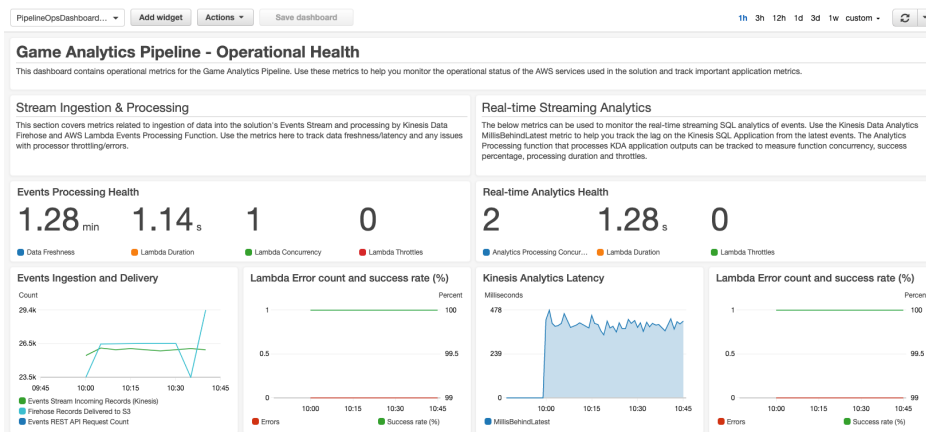 PipelineOpsDashboard...
Add widget
Actions
Save dashboard
1h 3h 12h 1d 3d 1w custom
Game Analytics Pipeline - Operational Health
This dashboard contains operational metrics for the Game Analytics Pipeline. Use these metrics to help you monitor the operational status of the AWS services used in the solution and track important application metrics.
Stream Ingestion & Processing
This section covers metrics related to ingestion of data into the solution's Events Stream and processing by Kinesis Data
Firehose and AWS Lambda Events Processing Function. Use the metrics here to track data freshness/latency and any issues
with processor throttling/errors.
Real-time Streaming Analytics
The below metrics can be used to monitor the real-time streaming SQL analytics of events. Use the Kinesis Data Analytics
MillisBehindLatest metric to help you track the lag on the Kinesis SQL Application from the latest events. The Analytics
Processing function that processes KDA application outputs can be tracked to measure function concurrency, success
percentage, processing duration and throttles.
Events Processing Health
1.28 min 1.14 s 1 0
Data Freshness Lambda Duration Lambda Concurrency Lambda Throttles
Real-time Analytics Health
2 1.28 s 0
Analytics Processing Concur... Lambda Duration Lambda Throttles
Events Ingestion and Delivery
Count
29.4k
26.5k
23.5k
09:45 10:00 10:15 10:30 10:45
Events Stream Incoming Records (Kinesis)
Firehose Records Delivered to S3
Events REST API Request Count
Lambda Error count and success rate (%)
Percent
1 100
0.5 99.5
0 99
10:00 10:15 10:30 10:45
Errors Success rate (%)
Kinesis Analytics Latency
Milliseconds
478
239
0
10:00 10:15 10:30 10:45
MillisBehindLatest
Lambda Error count and success rate (%)
Percen
1 100
0.5 99.5
0 99
10:00 10:15 10:30 10:45
Errors Success rate (%)